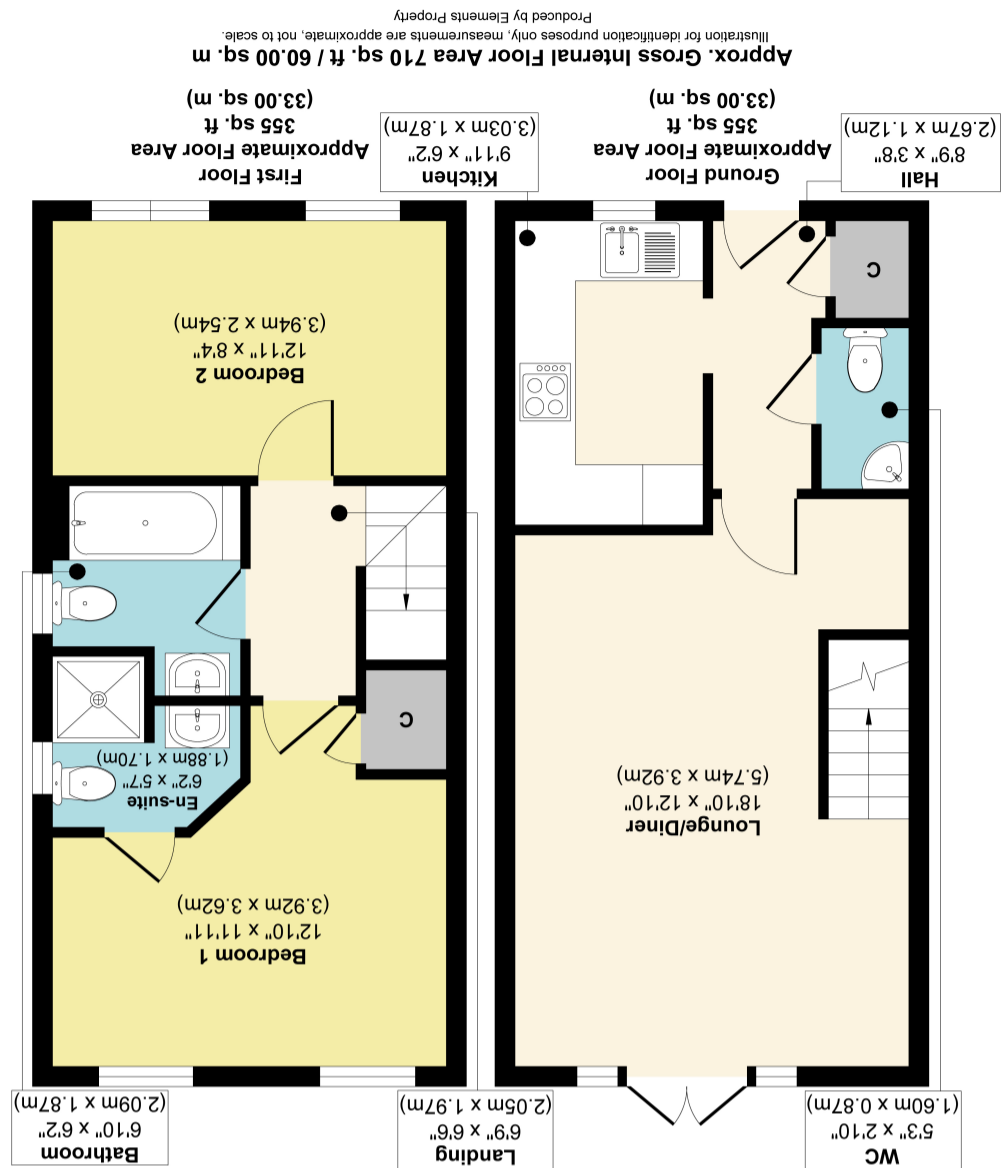 WC
5'3" x 2'10"
(1.60m x 0.87m)
Landing
6'9" x 6'6"
(2.05m x 1.97m)
Bathroom
6'10" x 6'2"
(2.09m x 1.87m)
Lounge/Diner
18'10" x 12'10"
(5.74m x 3.92m)
C
Bedroom 1
12'10" x 11'11"
(3.92m x 3.62m)
En-suite
6'2" x 5'7"
(1.88m x 1.70m)
C
Bedroom 2
12'11" x 8'4"
(3.94m x 2.54m)
Hall
8'9" x 3'8"
(2.67m x 1.12m)
Kitchen
9'11" x 6'2"
(3.03m x 1.87m)
Ground Floor
Approximate Floor Area
355 sq. ft
(33.00 sq. m)
First Floor
Approximate Floor Area
355 sq. ft
(33.00 sq. m)
Approx. Gross Internal Floor Area 710 sq. ft / 60.00 sq. m
Illustration for identification purposes only, measurements are approximate, not to scale.
Produced by Elements Property